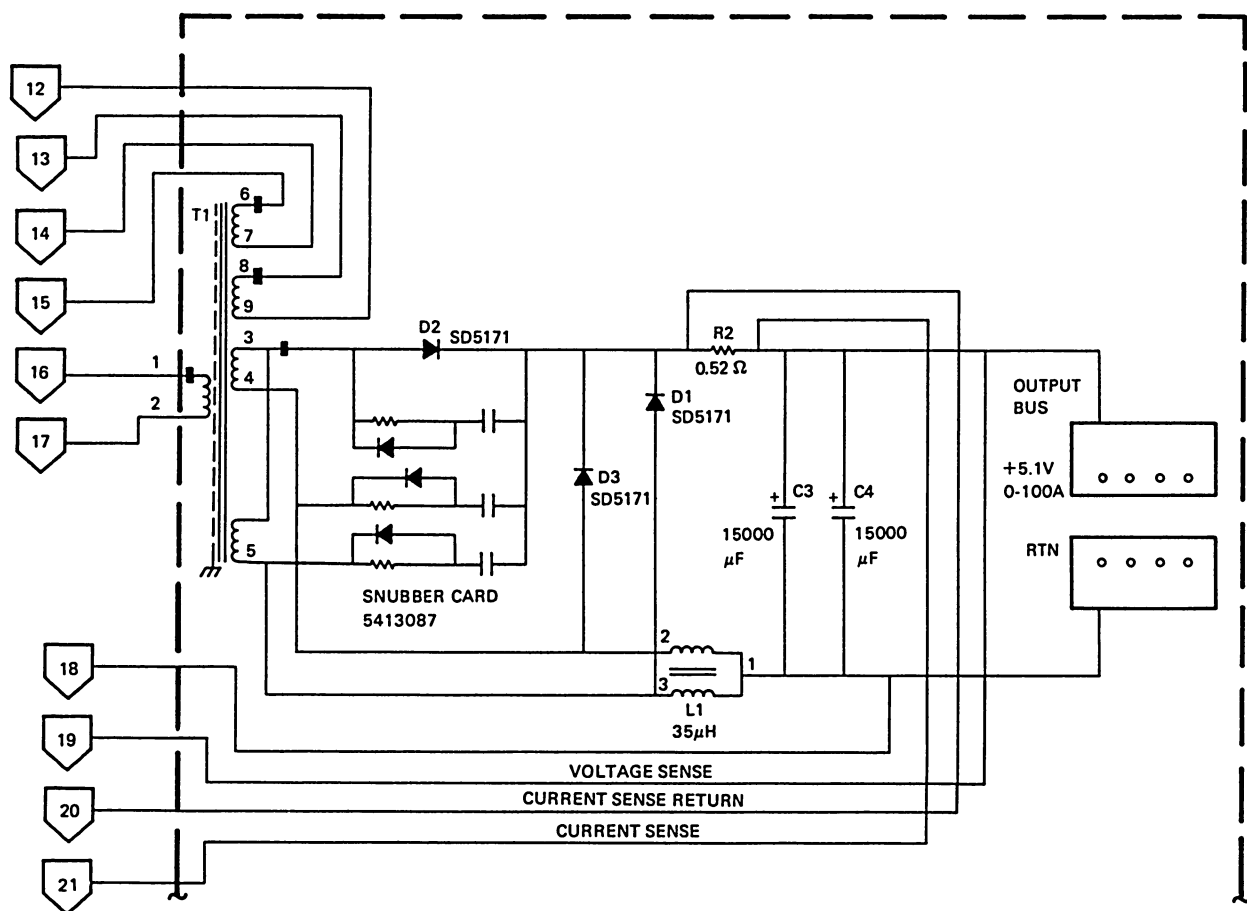 12
13
14
15
16
17
T1
6
7
8
9
3
4
5
1
2
D2
SD5171
R2
0.52 Ω
D1
SD5171
D3
SD5171
+
C3
15000
μF
+
C4
15000
μF
OUTPUT
BUS
+5.1V
0-100A
RTN
SNUBBER CARD
5413087
2
1
3
L1
35μH
18
19
20
21
VOLTAGE SENSE
CURRENT SENSE RETURN
CURRENT SENSE